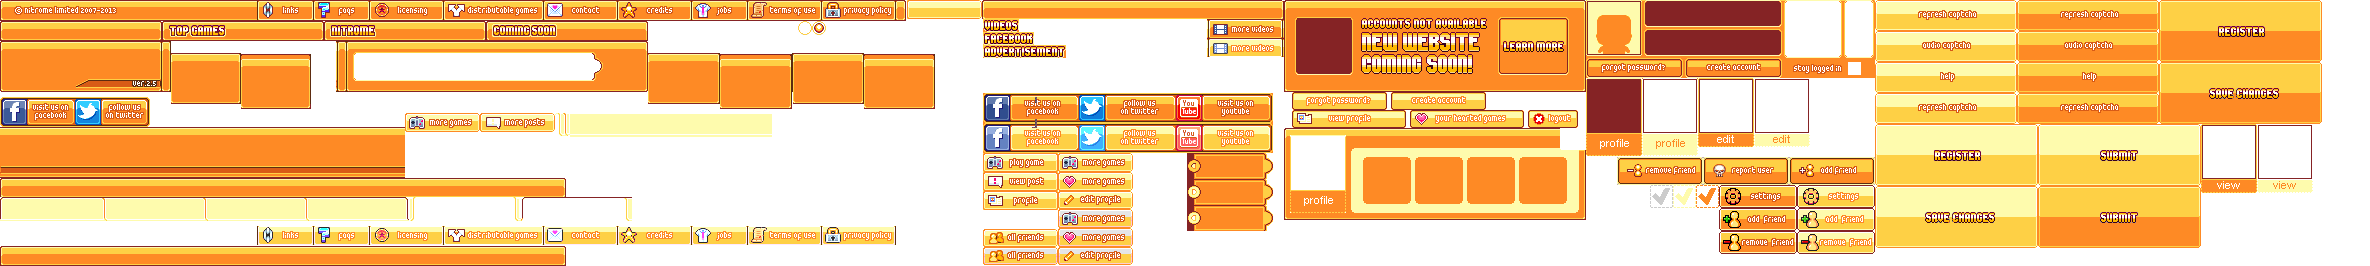 © nitrome limited 2007-2013
links
faqs
licensing
distributable games
contact
credits
jobs
terms of use
privacy policy
TOP GAMES
NITROME
COMING SOON
ver.2.5
visit us on facebook
follow us on twitter
more games
more posts
links
faqs
licensing
distributable games
contact
credits
jobs
terms of use
privacy policy
VIDEOS
FACEBOOK
ADVERTISEMENT
more videos
more videos
visit us on facebook
follow us on twitter
You Tube
visit us on youtube
visit us on facebook
follow us on twitter
You Tube
visit us on youtube
play game
more games
view post
more games
profile
edit profile
more games
all friends
more games
all friends
edit profile
ACCOUNTS NOT AVAILABLE
NEW WEBSITE
COMING SOON!
LEARN MORE
forgot password?
create account
view profile
your hearted games
logout
profile
forgot password?
create account
stay logged in
profile
profile
edit
edit
remove friend
report user
add friend
settings
settings
add friend
add friend
remove friend
remove friend
refresh captcha
refresh captcha
audio captcha
audio captcha
help
help
refresh captcha
refresh captcha
REGISTER
SAVE CHANGES
REGISTER
SUBMIT
SAVE CHANGES
SUBMIT
view
view